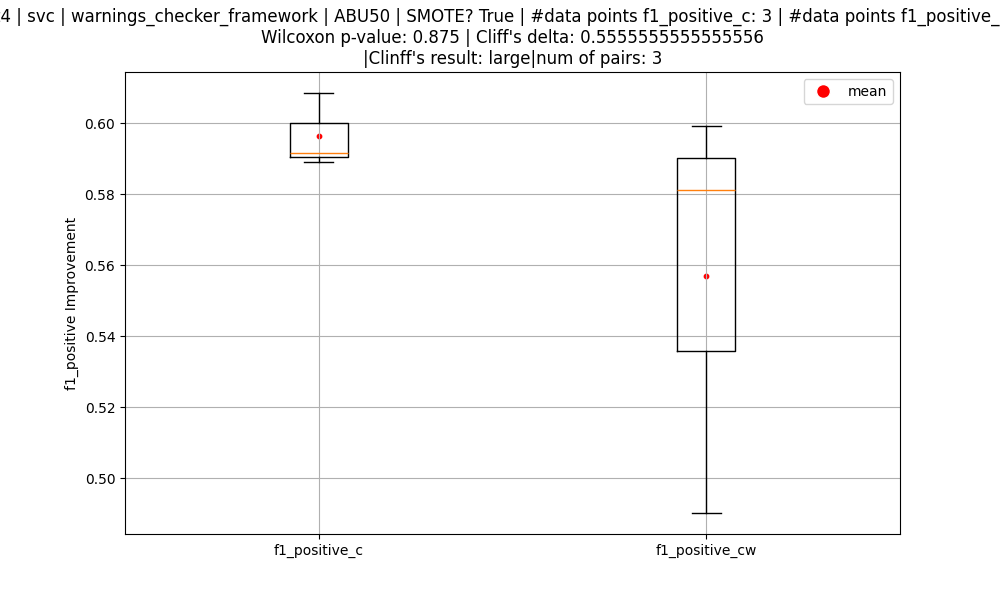 4 | svc | warnings_checker_framework | ABU50 | SMOTE? True | #data points f1_positive_c: 3 | #data points f1_positive_
Wilcoxon p-value: 0.875 | Cliff's delta: 0.5555555555555556
|Clinff's result: large|num of pairs: 3
mean
0.60
0.58
0.56
0.54
0.52
0.50
f1_positive Improvement
f1_positive_c
f1_positive_cw